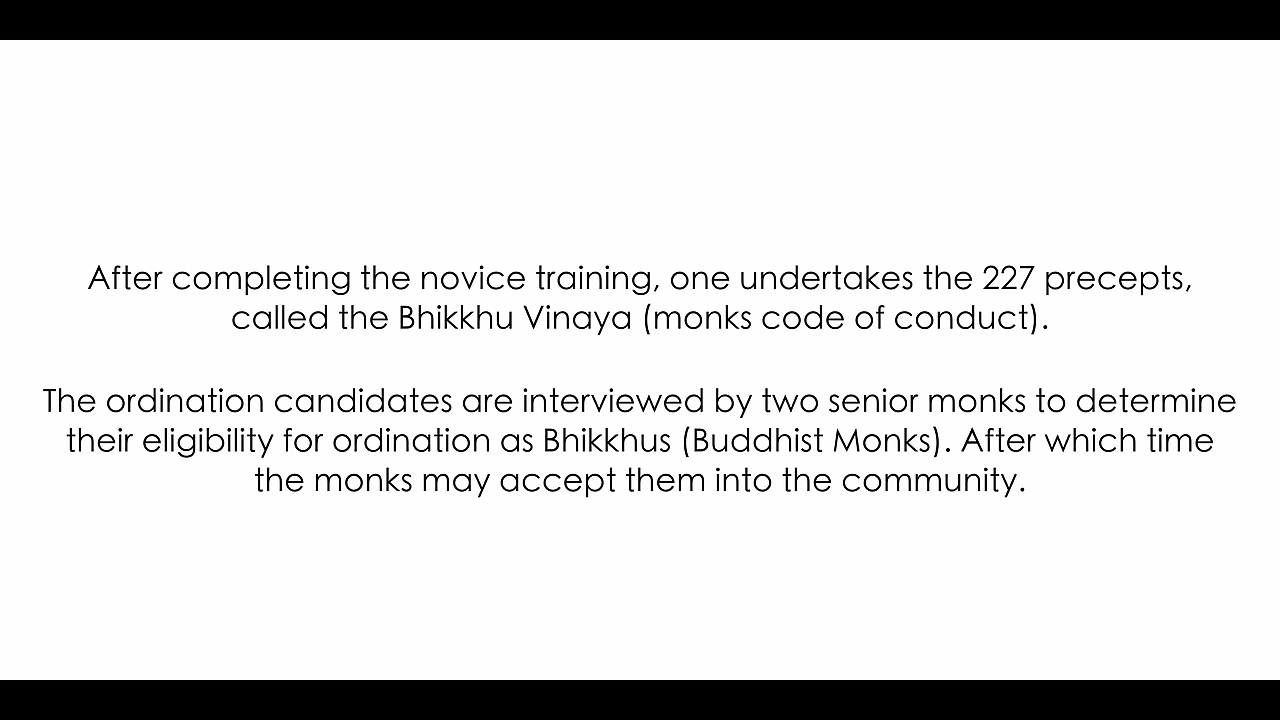 After completing the novice training, one undertakes the 227 precepts,
called the Bhikkhu Vinaya (monks code of conduct).
The ordination candidates are interviewed by two senior monks to determine
their eligibility for ordination as Bhikkhus (Buddhist Monks). After which time
the monks may accept them into the community.